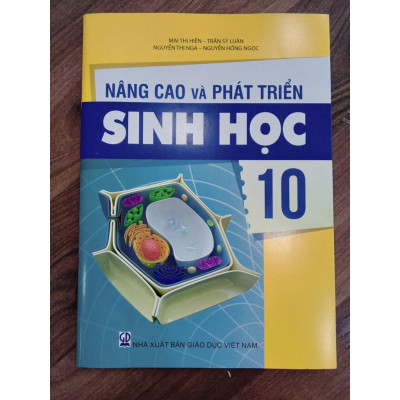 MAI THỊ HIỀN – TRẦN SỸ LUÂN
NGUYỄN THỊ NGA – NGUYỄN HỒNG NGỌC
NÂNG CAO VÀ PHÁT TRIỂN
SINH HỌC
10
NHÀ XUẤT BẢN GIÁO DỤC VIỆT NAM